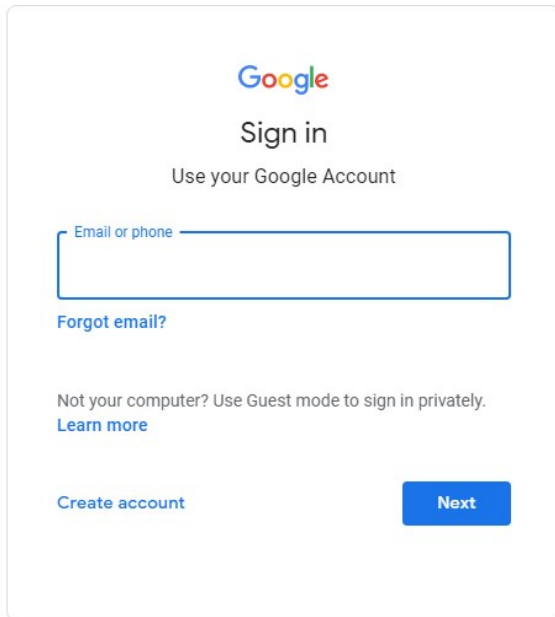 Google
Sign in
Use your Google Account
Email or phone
Forgot email?
Not your computer? Use Guest mode to sign in privately.
Learn more
Create account
Next